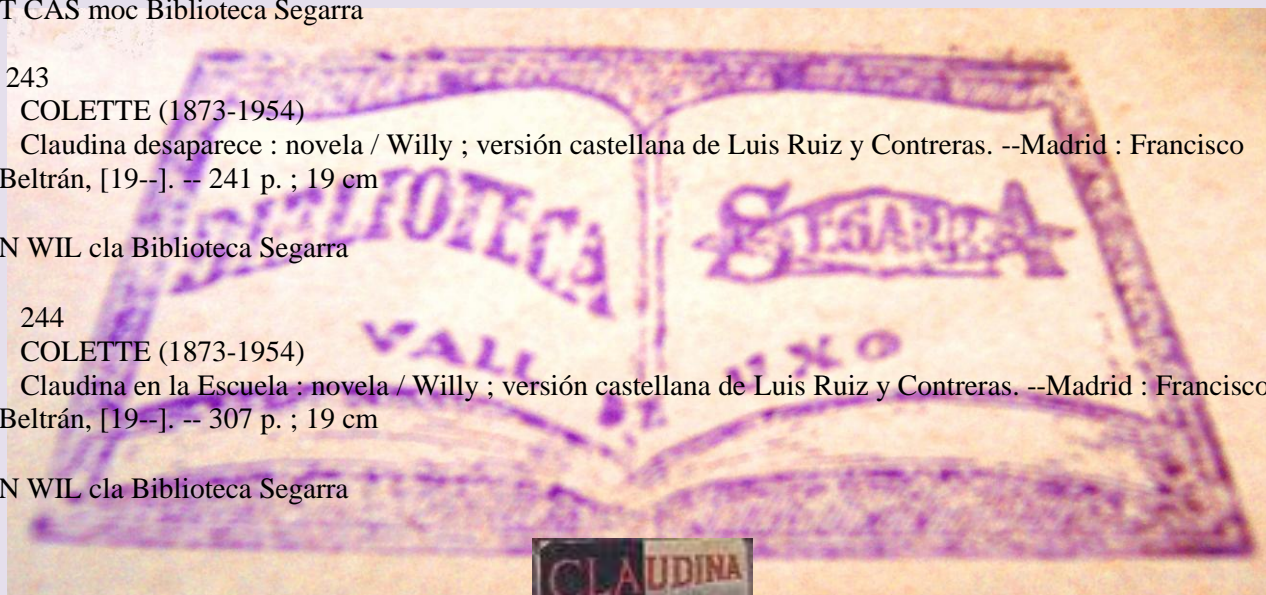 T CAS moc Biblioteca Segarra
243
COLETTE (1873-1954)
Claudina desaparece : novela / Willy ; versión castellana de Luis Ruiz y Contreras. --Madrid : Francisco
Beltrán, [19--]. -- 241 p. ; 19 cm
BIBLIOTECA SEGARRA
N WIL cla Biblioteca Segarra
244
VALL D'UXO
COLETTE (1873-1954)
Claudina en la Escuela : novela / Willy ; versión castellana de Luis Ruiz y Contreras. --Madrid : Francisco
Beltrán, [19--]. -- 307 p. ; 19 cm
N WIL cla Biblioteca Segarra
CLAUDINA